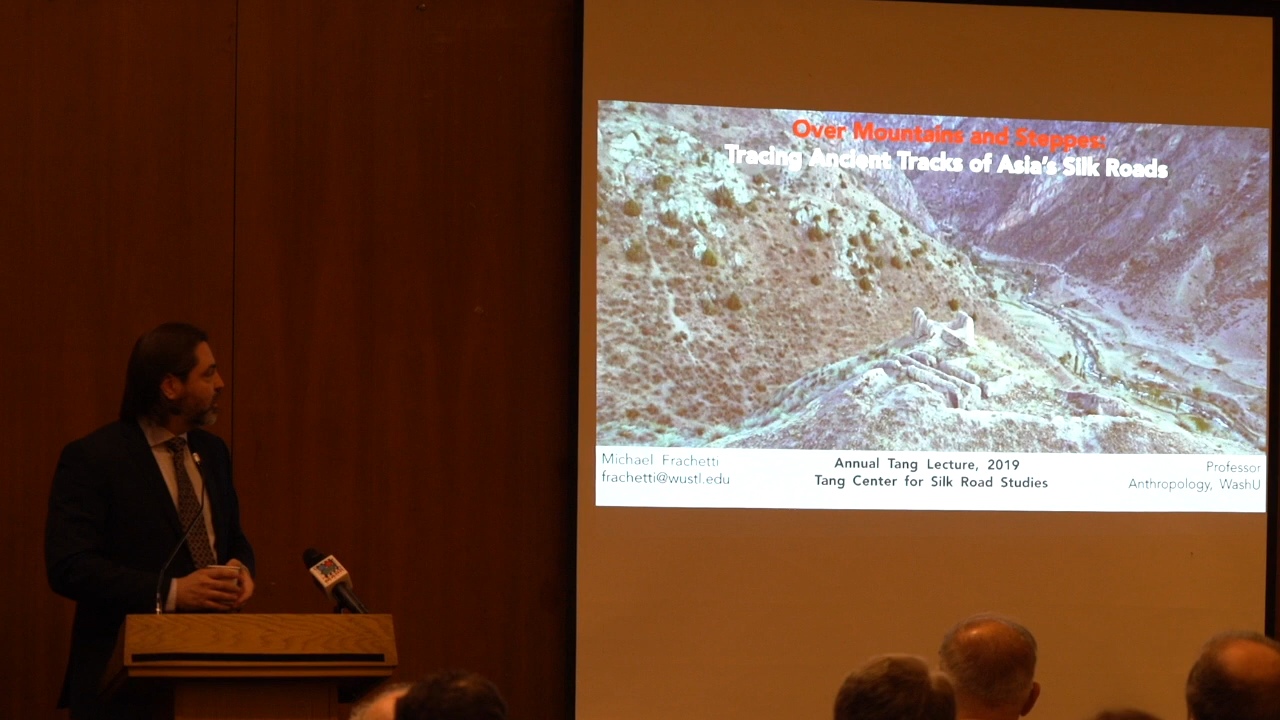 Over Mountains and Steppes:
Tracing Ancient Tracks of Asia's Silk Roads
Michael Frachetti
frachetti@wustl.edu
Annual Tang Lecture, 2019
Tang Center for Silk Road Studies
Professor
Anthropology, WashU